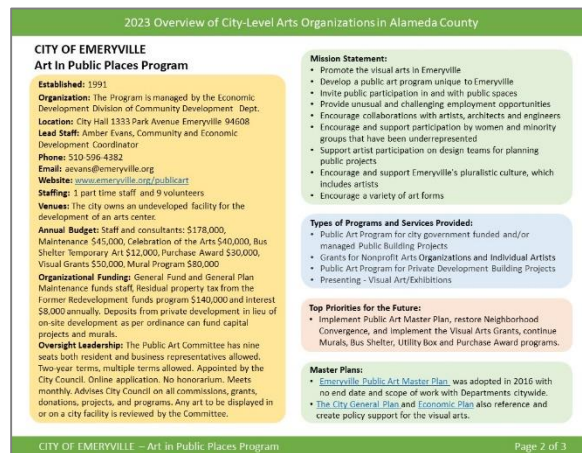 2023 Overview of City-Level Arts Organizations in Alameda County
CITY OF EMERYVILLE
Art In Public Places Program
Established: 1991
Organization: The Program is managed by the Economic
Development Division of Community Development Dept.
Location: City Hall 1333 Park Avenue Emeryville 94608
Lead Staff: Amber Evans, Community and Economic
Development Coordinator
Phone: 510-596-4382
Email: aevans@emeryville.org
Website: www.emeryville.org/publicart
Staffing: 1 part time staff and 9 volunteers
Venues: The city owns an undeveloped facility for the
development of an arts center.
Annual Budget: Staff and consultants: $178,000,
Maintenance $45,000, Celebration of the Arts $40,000, Bus
Shelter Temporary Art $12,000, Purchase Award $30,000,
Visual Grants $50,000, Mural Program $80,000
Organizational Funding: General Fund and General Plan
Maintenance funds staff, Residual property tax from the
Former Redevelopment funds program $140,000 and interest
$8,000 annually. Deposits from private development in lieu of
on-site development as per ordinance can fund capital
projects and murals.
Oversight Leadership: The Public Art Committee has nine
seats both resident and business representatives allowed.
Two-year terms, multiple terms allowed. Appointed by the
City Council. Online application. No honorarium. Meets
monthly. Advises City Council on all commissions, grants,
donations, projects, and programs. Any art to be displayed in
or on a city facility is reviewed by the Committee.
Mission Statement:
• Promote the visual arts in Emeryville
• Develop a public art program unique to Emeryville
• Invite public participation in and with public spaces
• Provide unusual and challenging employment opportunities
• Encourage collaborations with artists, architects and engineers
• Encourage and support participation by women and minority
groups that have been underrepresented
• Support artist participation on design teams for planning
public projects
• Encourage and support Emeryville's pluralistic culture, which
includes artists
• Encourage a variety of art forms
Types of Programs and Services Provided:
• Public Art Program for city government funded and/or
managed Public Building Projects
• Grants for Nonprofit Arts Organizations and Individual Artists
• Public Art Program for Private Development Building Projects
• Presenting - Visual Art/Exhibitions
Top Priorities for the Future:
• Implement Public Art Master Plan, restore Neighborhood
Convergence, and implement the Visual Arts Grants, continue
Murals, Bus Shelter, Utility Box and Purchase Award programs.
Master Plans:
• Emeryville Public Art Master Plan was adopted in 2016 with
no end date and scope of work with Departments citywide.
• The City General Plan and Economic Plan also reference and
create policy support for the visual arts.
CITY OF EMERYVILLE – Art in Public Places Program
Page 2 of 3